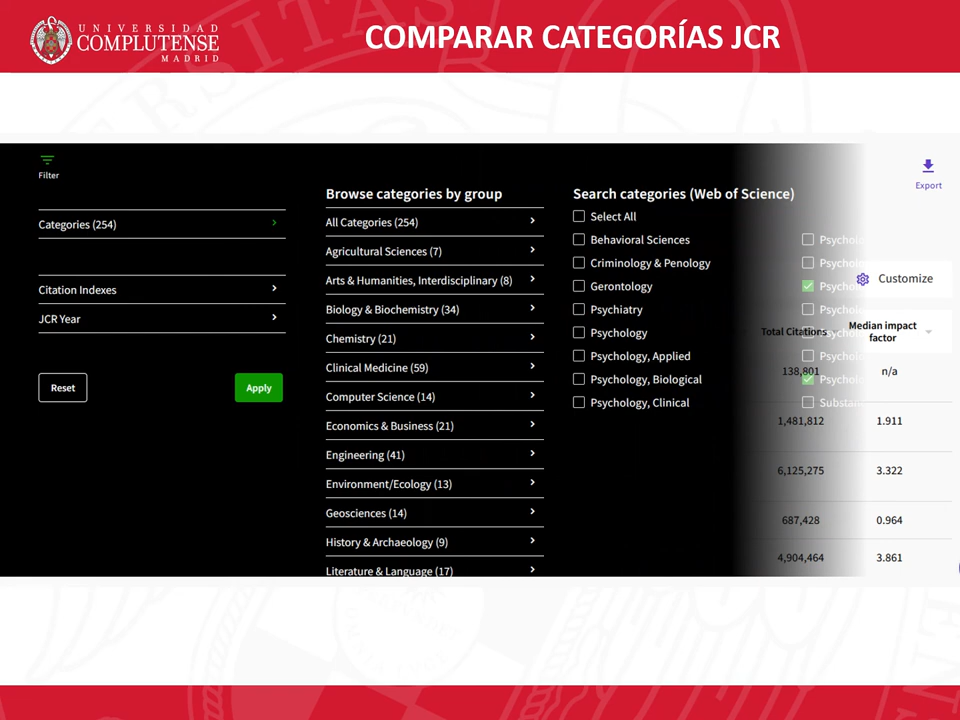 UNIVERSIDAD
COMPLUTENSE
MADRID
COMPARAR CATEGORÍAS JCR
Filter
Export
Browse categories by group
Search categories (Web of Science)
Categories (254)
All Categories (254)
Select All
Agricultural Sciences (7)
Behavioral Sciences
Arts & Humanities, Interdisciplinary (8)
Criminology & Penology
Customize
Citation Indexes
Biology & Biochemistry (34)
Gerontology
JCR Year
Chemistry (21)
Psychiatry
Clinical Medicine (59)
Psychology
Total Citations
Median impact
factor
Computer Science (14)
Psychology, Applied
138,801
n/a
Reset
Apply
Economics & Business (21)
Psychology, Biological
Engineering (41)
Psychology, Clinical
1,481,812
1.911
Environment/Ecology (13)
6,125,275
3.322
Geosciences (14)
687,428
0.964
History & Archaeology (9)
4,904,464
3.861
Literature & Language (17)